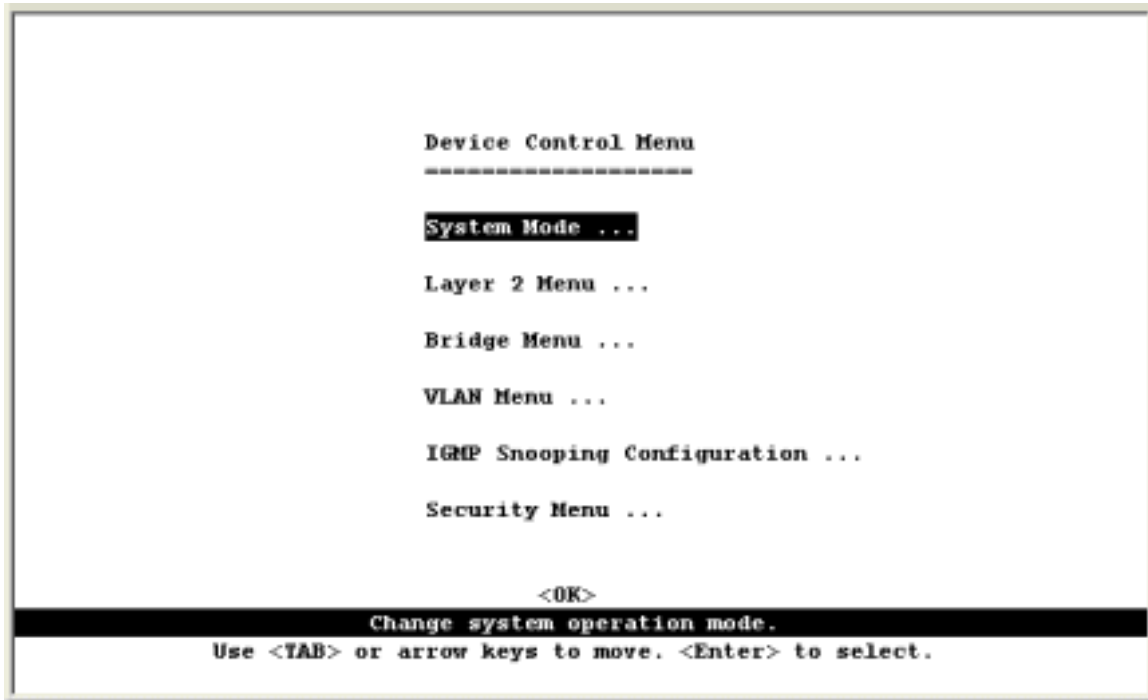 Device Control Menu
===================
System Mode ...
Layer 2 Menu ...
Bridge Menu ...
VLAN Menu ...
IGMP Snooping Configuration ...
Security Menu ...
<OK>
Change system operation mode.
Use <TAB> or arrow keys to move. <Enter> to select.